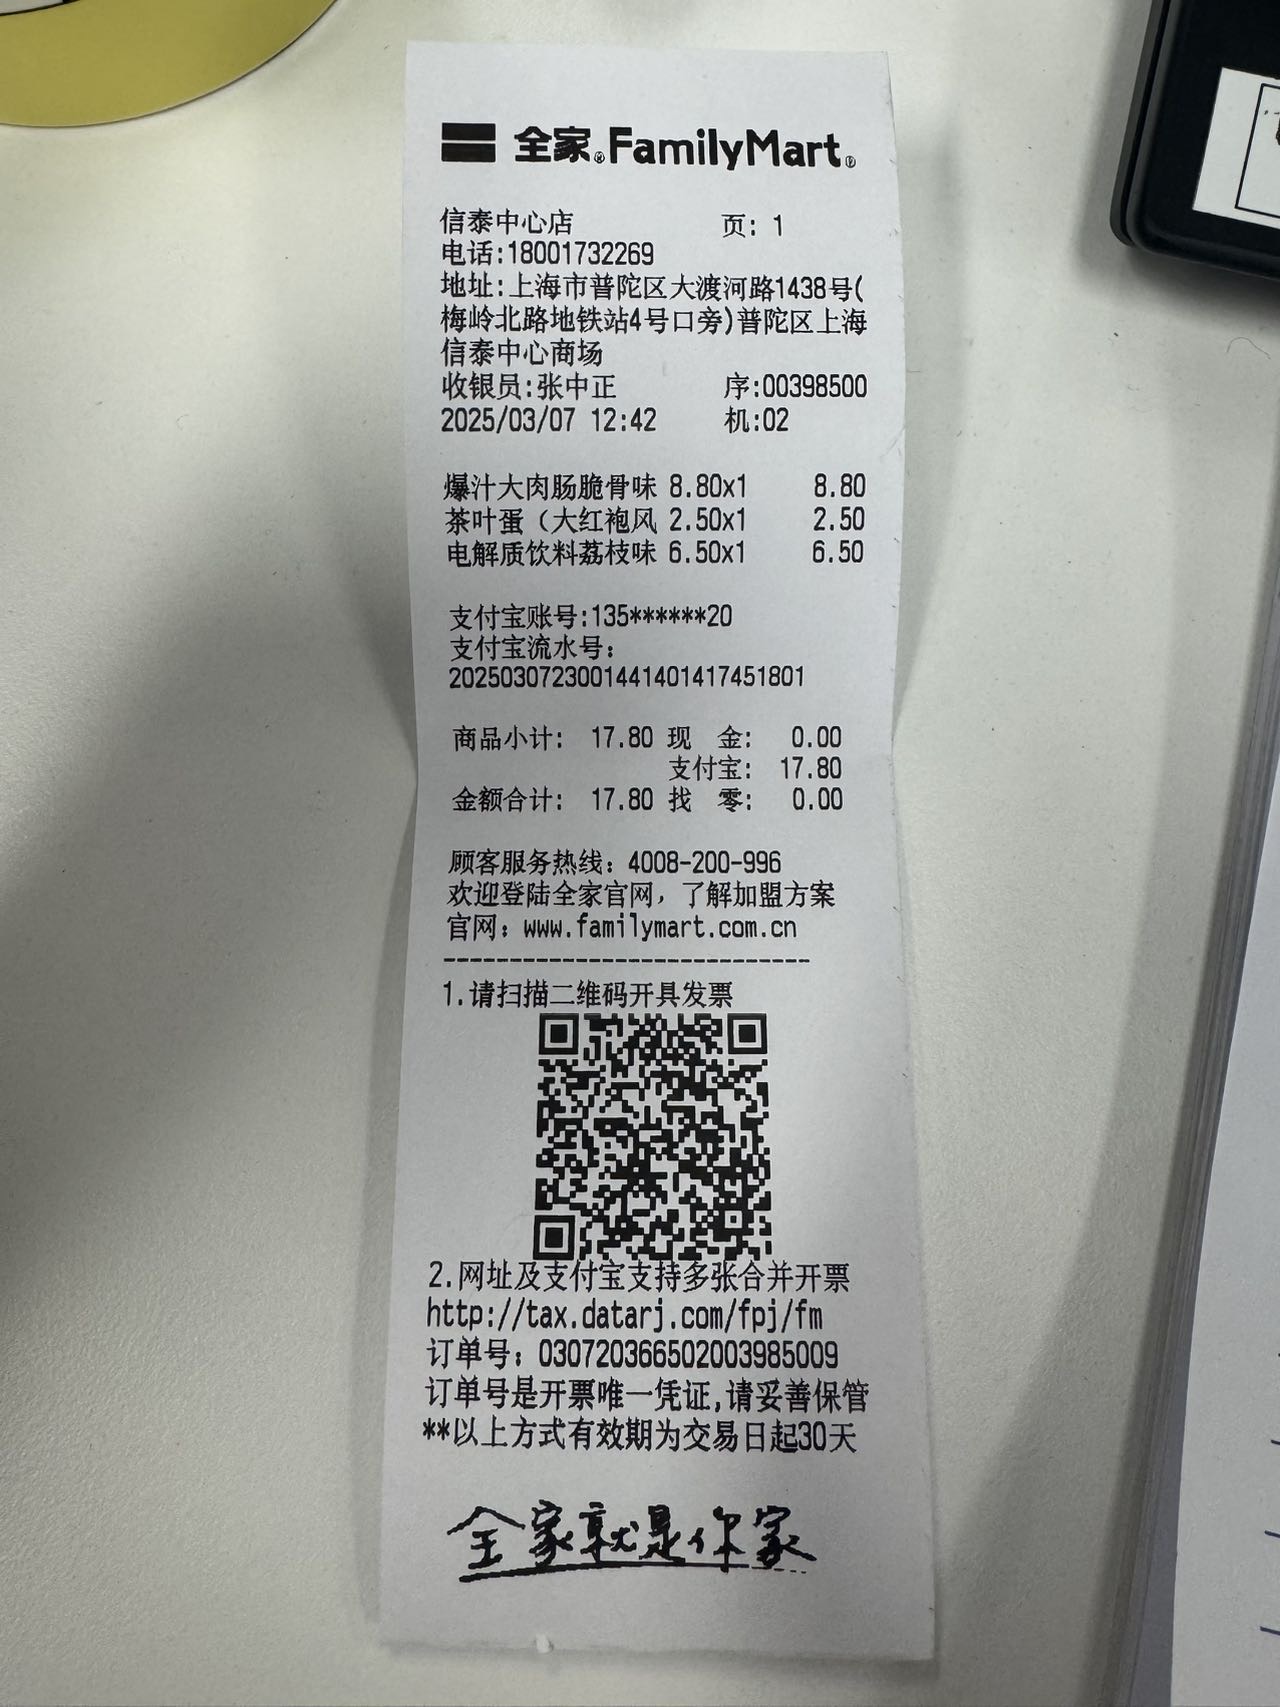 全家®FamilyMart®
信泰中心店 页: 1
电话:18001732269
地址:上海市普陀区大渡河路1438号(
梅岭北路地铁站4号口旁)普陀区上海
信泰中心商场
收银员:张中正 序:00398500
2025/03/07 12:42 机:02
爆汁大肉肠脆骨味 8.80x1 8.80
茶叶蛋（大红袍风 2.50x1 2.50
电解质饮料荔枝味 6.50x1 6.50
支付宝账号:135******20
支付宝流水号：
2025030723001441401417451801
商品小计: 17.80 现 金: 0.00
支付宝: 17.80
金额合计: 17.80 找 零: 0.00
顾客服务热线：4008-200-996
欢迎登陆全家官网，了解加盟方案
官网：www.familymart.com.cn
----------------------------
1.请扫描二维码开具发票
2.网址及支付宝支持多张合并开票
http://tax.datarj.com/fpj/fm
订单号：030720366502003985009
订单号是开票唯一凭证,请妥善保管
**以上方式有效期为交易日起30天
全家就是你家